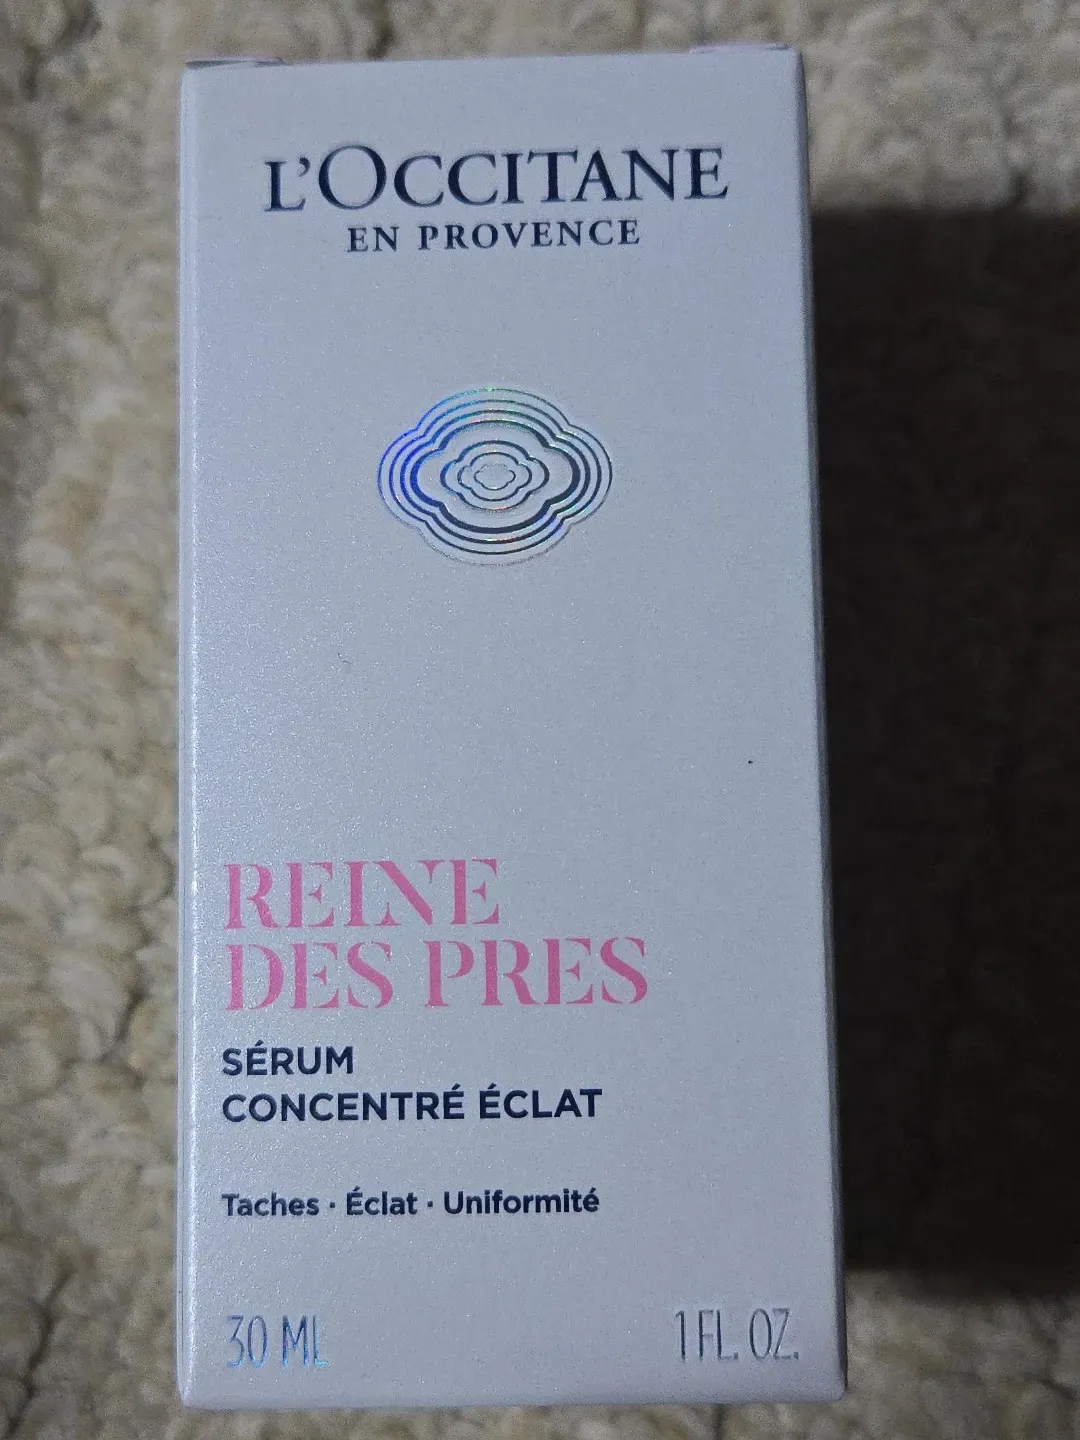 L'OCCITANE
EN PROVENCE
REINE
DES PRES
SÉRUM
CONCENTRÉ ÉCLAT
Taches · Éclat · Uniformité
30 ML 1 FL. OZ.